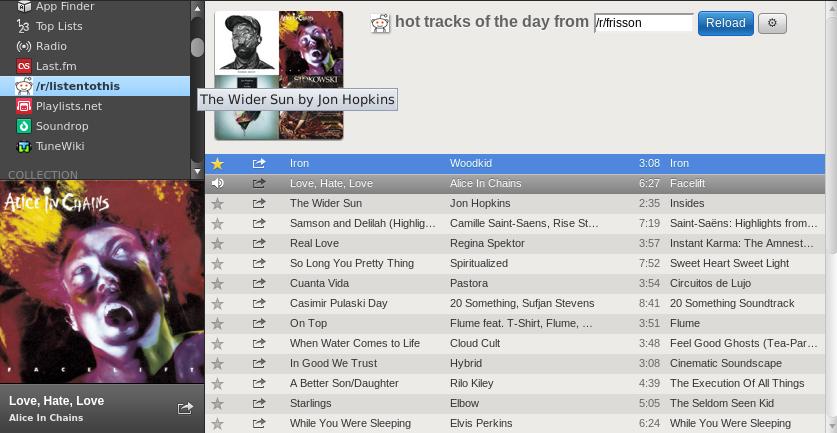 App Finder
Top Lists
Radio
Last.fm
/r/listentothis
Playlists.net
Soundrop
TuneWiki
COLLECTION
ALICE IN CHAINS
FACELIFT
Love, Hate, Love
Alice In Chains
hot tracks of the day from /r/frisson Reload
STOKOWSKI
The Wider Sun by Jon Hopkins
Iron Woodkid 3:08 Iron
Love, Hate, Love Alice In Chains 6:27 Facelift
The Wider Sun Jon Hopkins 2:35 Insides
Samson and Delilah (Highlig… Camille Saint-Saens, Rise St… 7:19 Saint-Saëns: Highlights from…
Real Love Regina Spektor 3:57 Instant Karma: The Amnest…
So Long You Pretty Thing Spiritualized 7:52 Sweet Heart Sweet Light
Cuanta Vida Pastora 3:54 Circuitos de Lujo
Casimir Pulaski Day 20 Something, Sufjan Stevens 8:41 20 Something Soundtrack
On Top Flume feat. T-Shirt, Flume, … 3:51 Flume
When Water Comes to Life Cloud Cult 3:48 Feel Good Ghosts (Tea-Par…
In Good We Trust Hybrid 3:08 Cinematic Soundscape
A Better Son/Daughter Rilo Kiley 4:39 The Execution Of All Things
Starlings Elbow 5:05 The Seldom Seen Kid
While You Were Sleeping Elvis Perkins 6:24 While You Were Sleeping